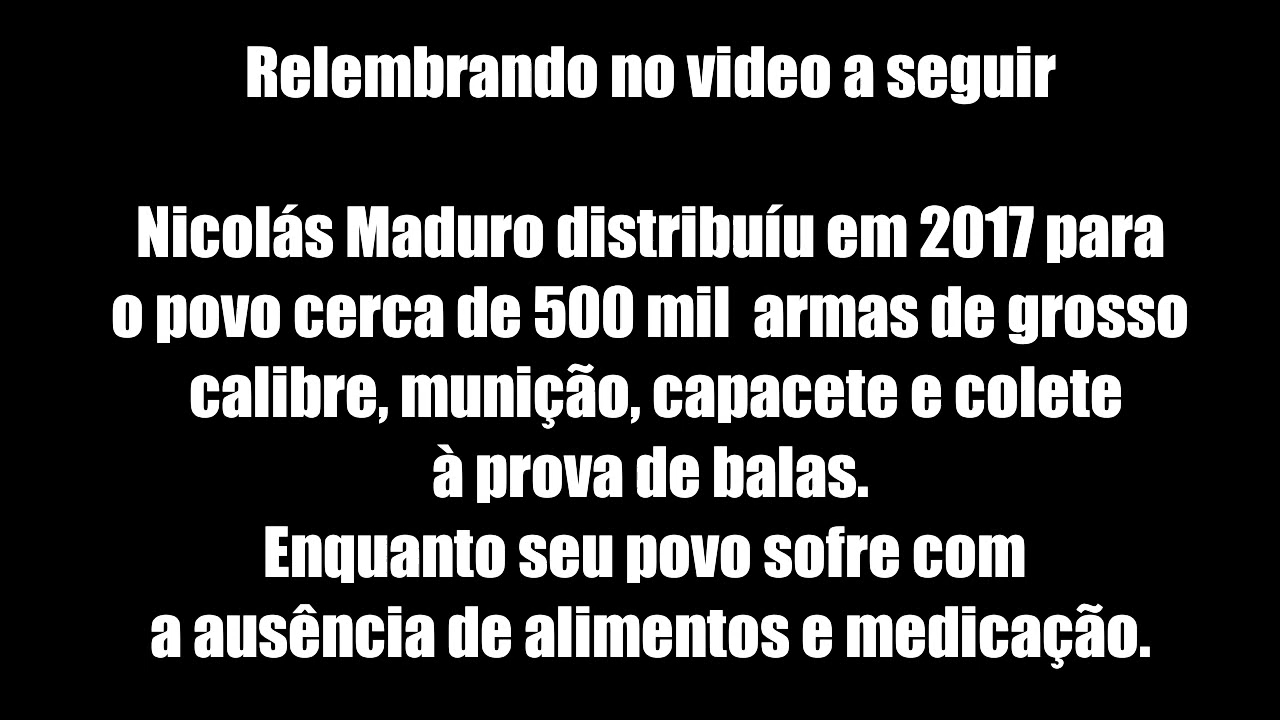 Relembrando no video a seguir
Nicolás Maduro distribuíu em 2017 para
o povo cerca de 500 mil armas de grosso
calibre, munição, capacete e colete
à prova de balas.
Enquanto seu povo sofre com
a ausência de alimentos e medicação.